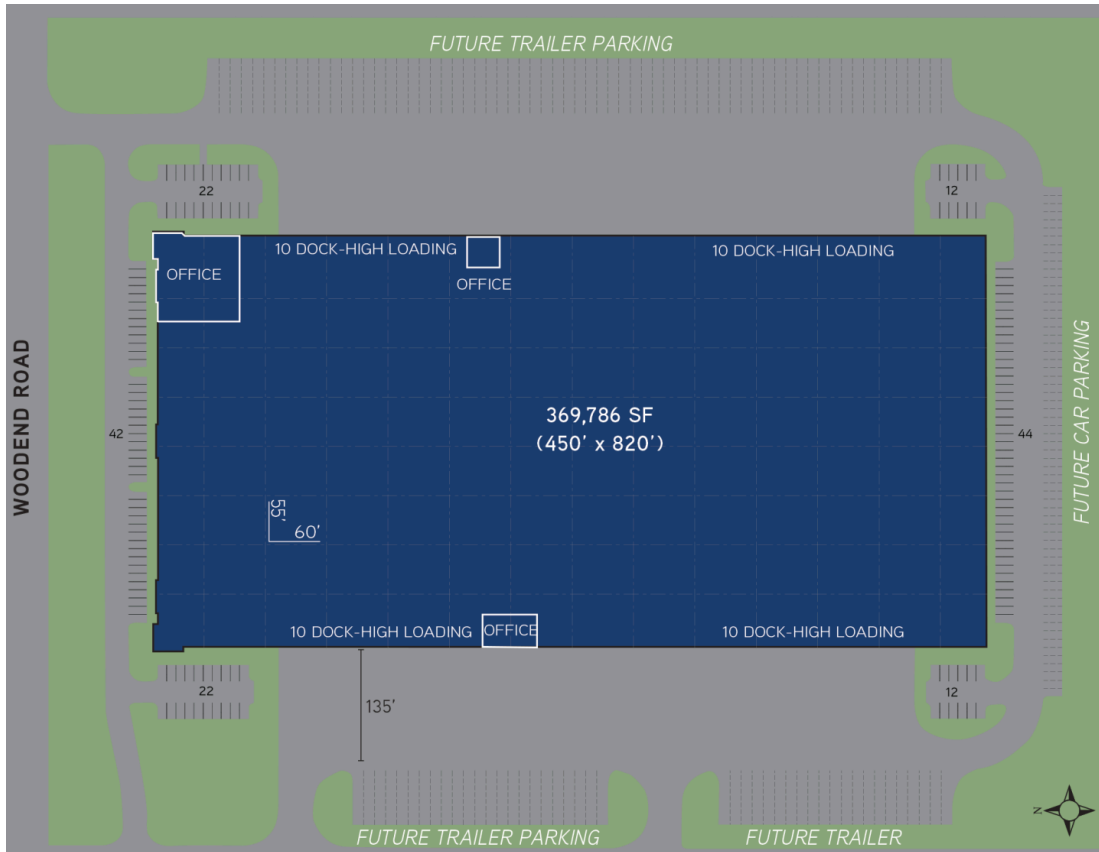 FUTURE TRAILER PARKING
22
12
10 DOCK-HIGH LOADING
10 DOCK-HIGH LOADING
OFFICE
OFFICE
WOODEND ROAD
42
369,786 SF
(450' x 820')
44
FUTURE CAR PARKING
55'
60'
10 DOCK-HIGH LOADING
OFFICE
10 DOCK-HIGH LOADING
22
12
135'
N
FUTURE TRAILER PARKING
FUTURE TRAILER